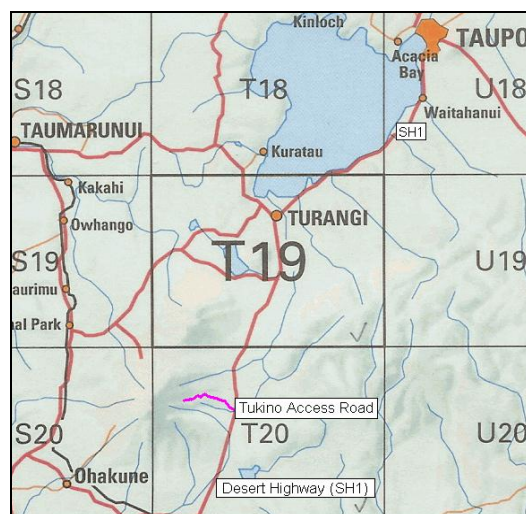 Kinloch
TAUPO
Acacia
Bay
S18
T18
U18
Waitahanui
SH1
TAUMARUNUI
Kuratau
Kakahi
TURANGI
Owhango
T19
S19
U19
aurimu
nal Park
Tukino Access Road
S20
T20
U20
Ohakune
Desert Highway (SH1)